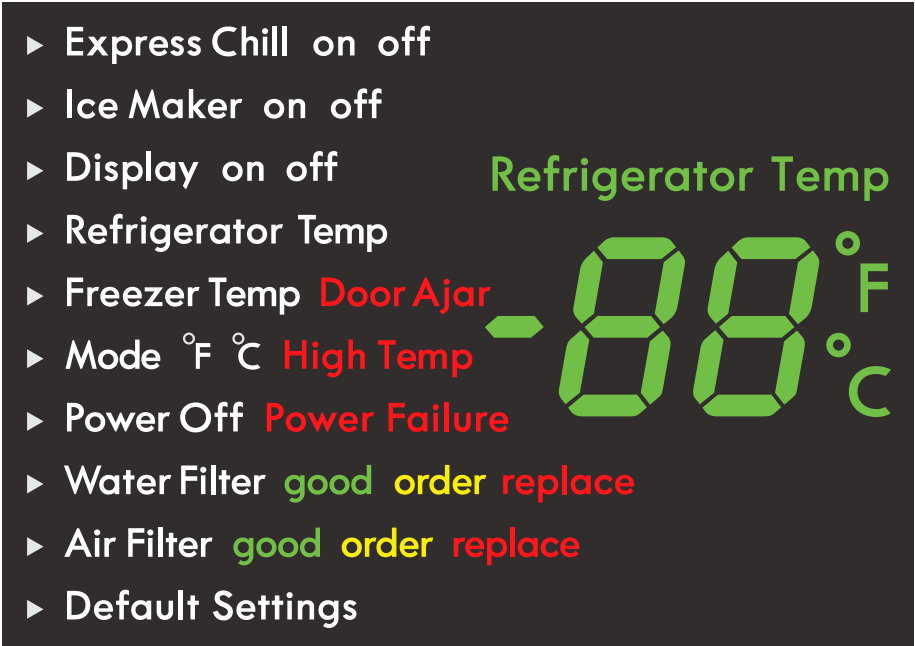 Express Chill on off
Ice Maker on off
Display on off
Refrigerator Temp
Freezer Temp Door Ajar
Mode °F °C High Temp
Power Off Power Failure
Water Filter good order replace
Air Filter good order replace
Default Settings
Refrigerator Temp
-88 °F °C